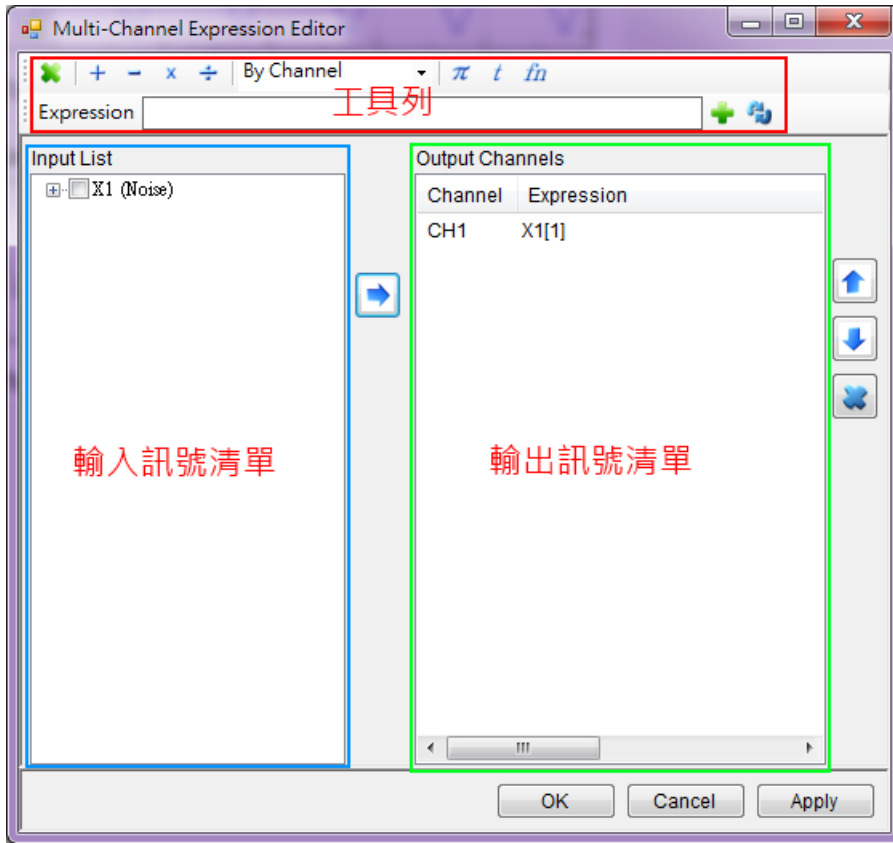 Multi-Channel Expression Editor
+ − x ÷ By Channel π t fn
工具列
Expression
Input List
Output Channels
X1 (Noise)
Channel Expression
CH1 X1[1]
輸入訊號清單
輸出訊號清單
OK Cancel Apply